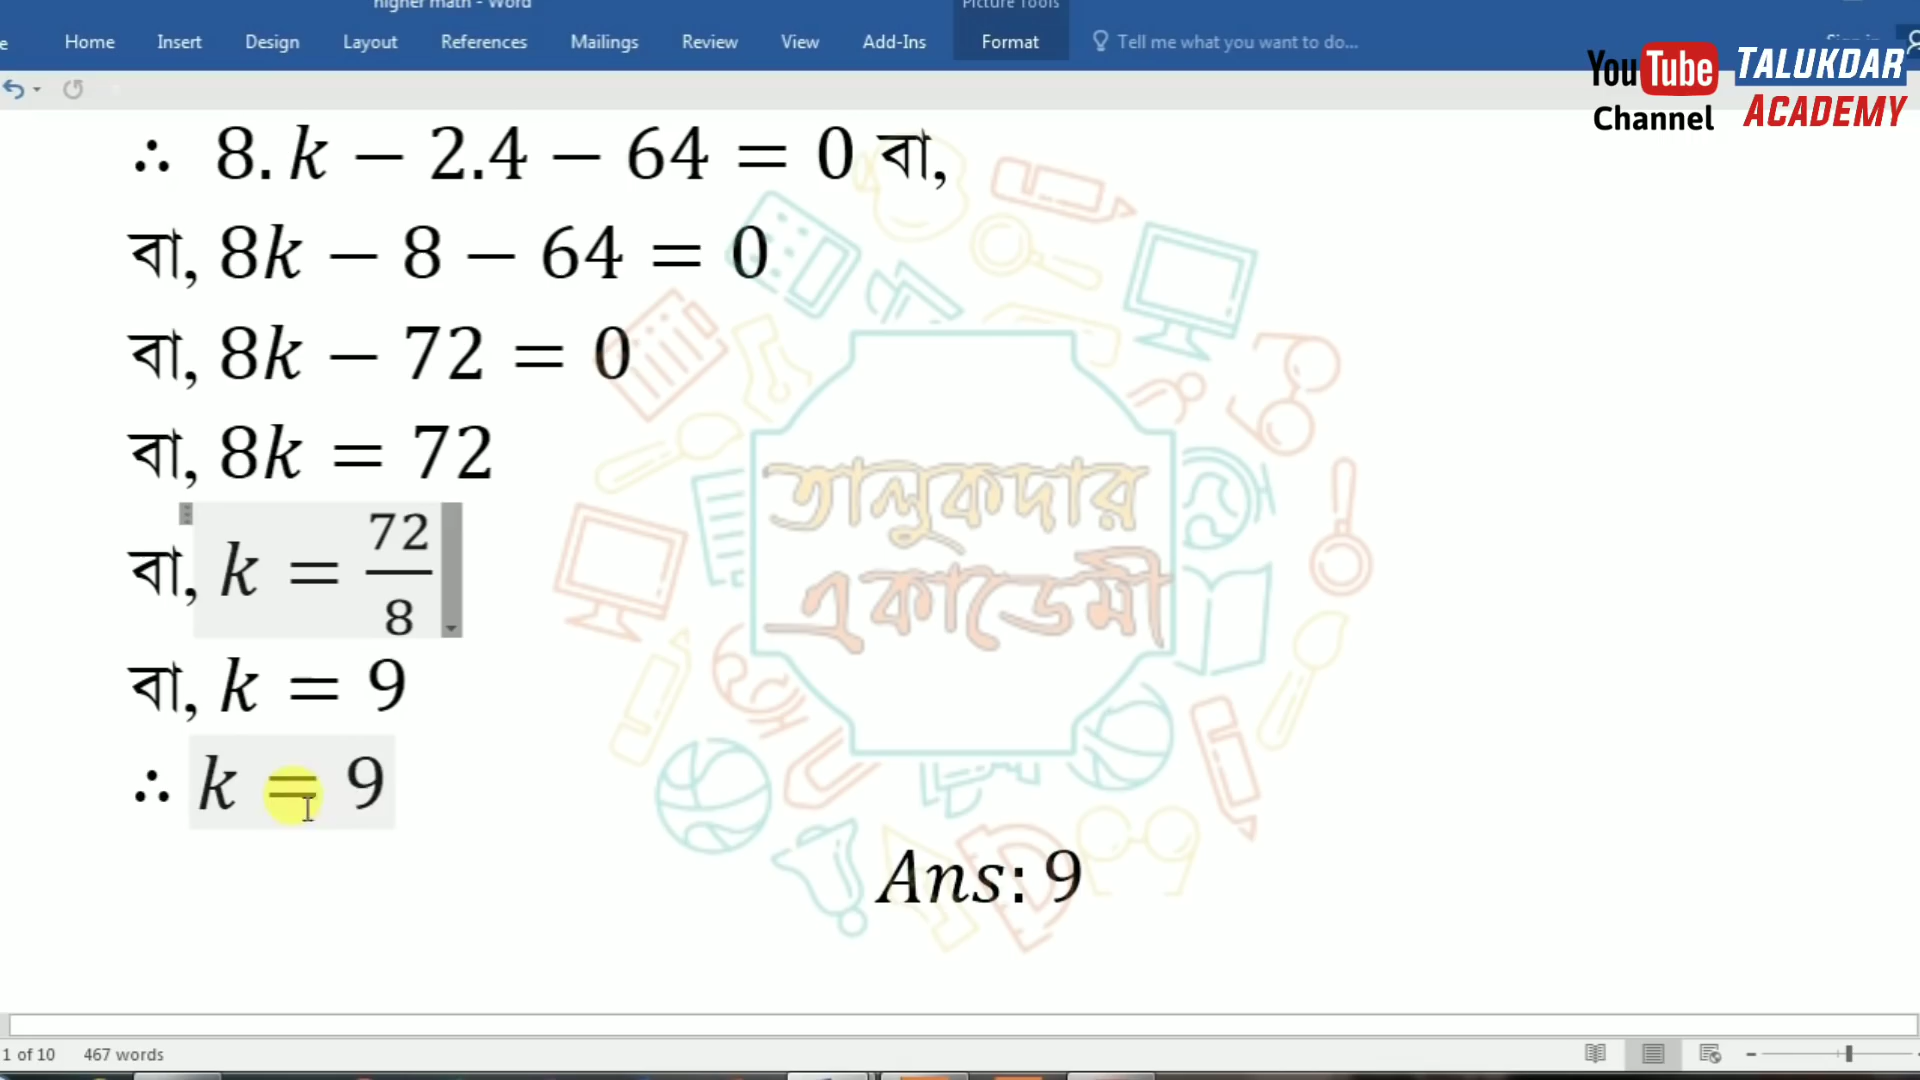 higher math - Word
Picture Tools
Home Insert Design Layout References Mailings Review View Add-Ins Format Tell me what you want to do...
Sign in
YouTube TALUKDAR
Channel ACADEMY
∴ 8.k − 2.4 − 64 = 0 বা,
বা, 8k − 8 − 64 = 0
বা, 8k − 72 = 0
বা, 8k = 72
বা, k = 72/8
বা, k = 9
∴ k = 9
তালুকদার
একাডেমী
Ans: 9
1 of 10 467 words